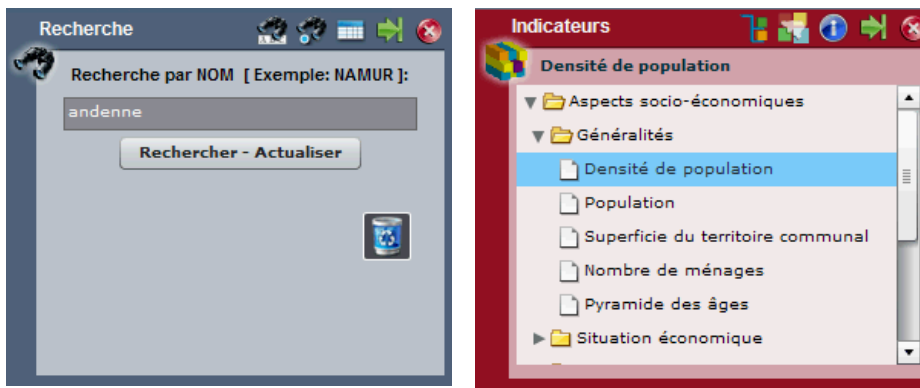 Recherche
Recherche par NOM [ Exemple: NAMUR ]:
andenne
Rechercher - Actualiser
Indicateurs
Densité de population
Aspects socio-économiques
Généralités
Densité de population
Population
Superficie du territoire communal
Nombre de ménages
Pyramide des âges
Situation économique